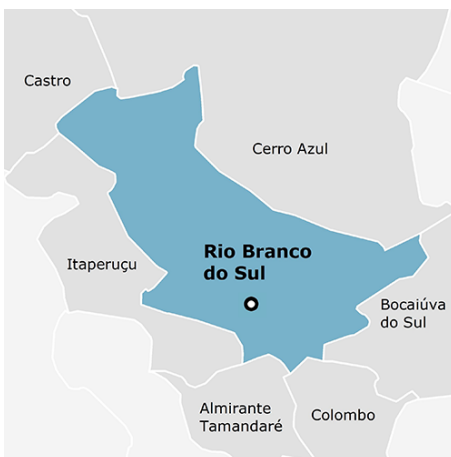 Castro
Cerro Azul
Rio Branco
do Sul
Itaperuçu
Bocaiúva
do Sul
Almirante
Tamandaré
Colombo